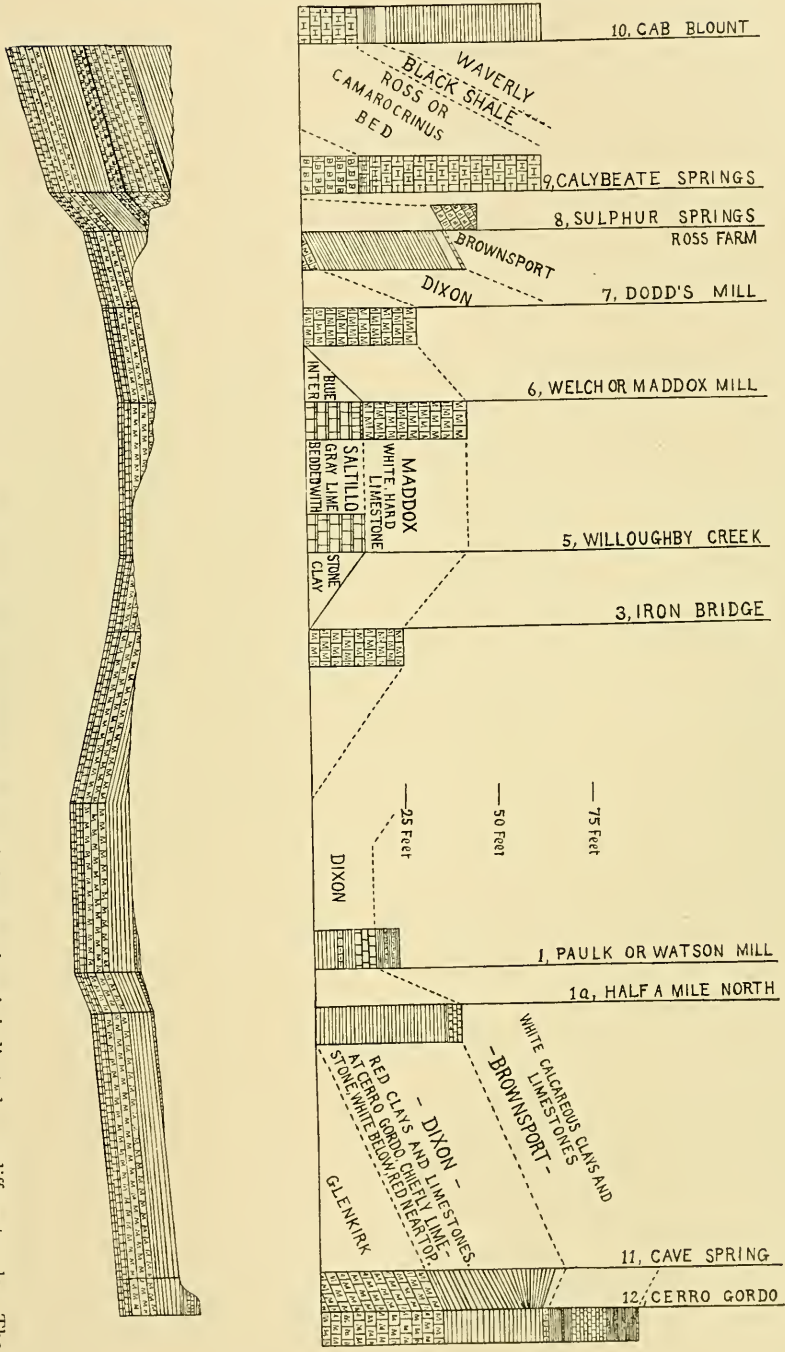 10, CAB BLOUNT
WAVERLY
BLACK SHALE
ROSS OR
CAMAROCRINUS
BED
9, CALYBEATE SPRINGS
8, SULPHUR SPRINGS
ROSS FARM
BROWNSPORT
DIXON
7, DODD'S MILL
6, WELCH OR MADDOX MILL
BLUE
INTER
MADDOX
WHITE, HARD
LIMESTONE
SALTILLO
GRAY LIME
BEDDED WITH
5, WILLOUGHBY CREEK
STONE
CLAY
3, IRON BRIDGE
25 Feet
50 Feet
75 Feet
DIXON
1, PAULK OR WATSON MILL
1a, HALF A MILE NORTH
WHITE CALCAREOUS CLAYS AND
LIMESTONES
- BROWNSPORT -
- DIXON -
RED CLAYS AND LIMESTONES.
AT CERRO GORDO, CHIEFLY LIME-
STONE, WHITE BELOW, RED NEAR TOP
GLENKIRK
11, CAVE SPRING
12, CERRO GORDO